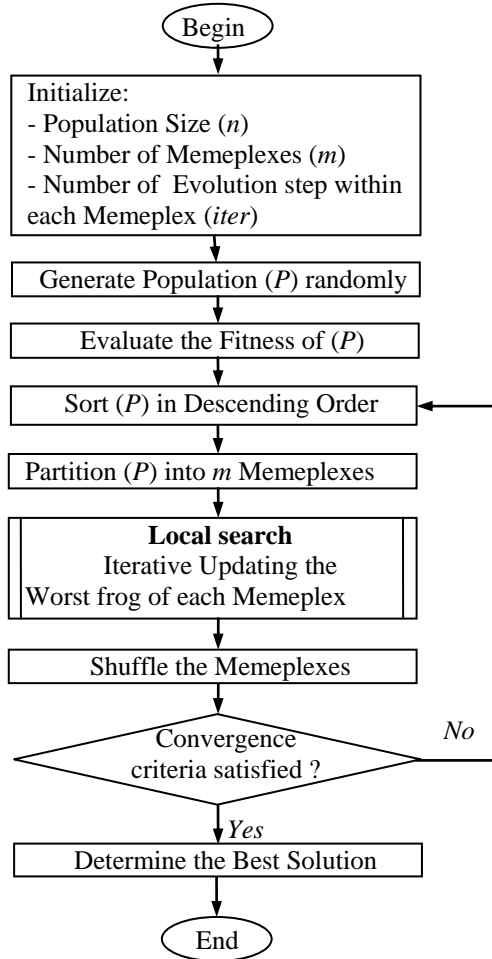 Begin
Initialize:
- Population Size (n)
- Number of Memeplexes (m)
- Number of Evolution step within
each Memeplex (iter)
Generate Population (P) randomly
Evaluate the Fitness of (P)
Sort (P) in Descending Order
Partition (P) into m Memeplexes
Local search
Iterative Updating the
Worst frog of each Memeplex
Shuffle the Memeplexes
Convergence
criteria satisfied ?
No
Yes
Determine the Best Solution
End